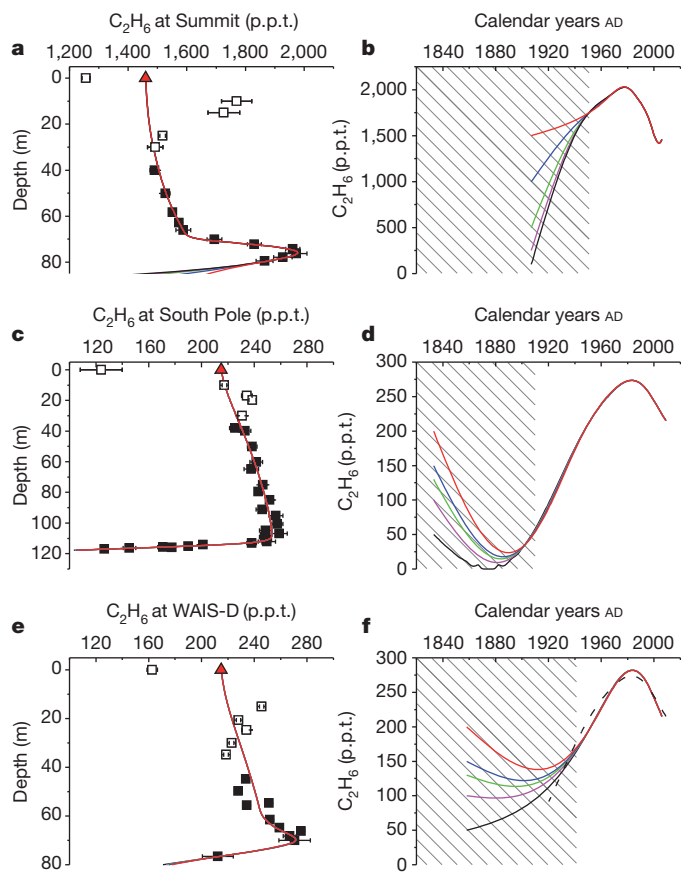 a
C₂H₆ at Summit (p.p.t.)
1,200 1,400 1,600 1,800 2,000
0
20
40
60
80
Depth (m)
b
Calendar years AD
1840 1880 1920 1960 2000
2,000
1,500
1,000
500
0
C₂H₆ (p.p.t.)
c
C₂H₆ at South Pole (p.p.t.)
120 160 200 240 280
0
20
40
60
80
100
120
Depth (m)
d
Calendar years AD
1840 1880 1920 1960 2000
300
250
200
150
100
50
0
C₂H₆ (p.p.t.)
e
C₂H₆ at WAIS-D (p.p.t.)
120 160 200 240 280
0
20
40
60
80
Depth (m)
f
Calendar years AD
1840 1880 1920 1960 2000
300
250
200
150
100
50
0
C₂H₆ (p.p.t.)